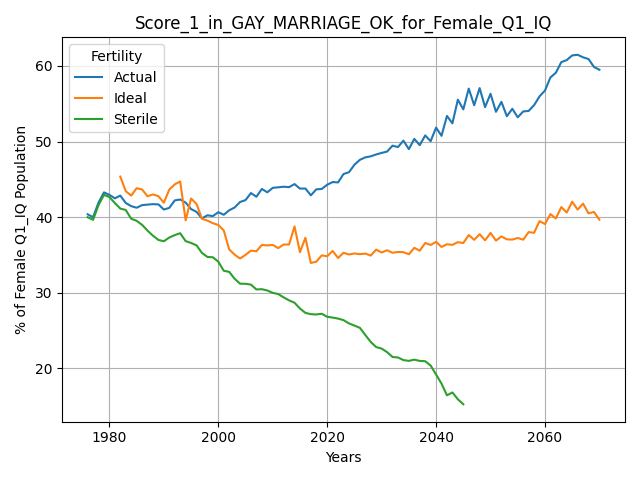 Score_1_in_GAY_MARRIAGE_OK_for_Female_Q1_IQ
Fertility
Actual
Ideal
Sterile
% of Female Q1_IQ Population
60
50
40
30
20
1980
2000
2020
2040
2060
Years